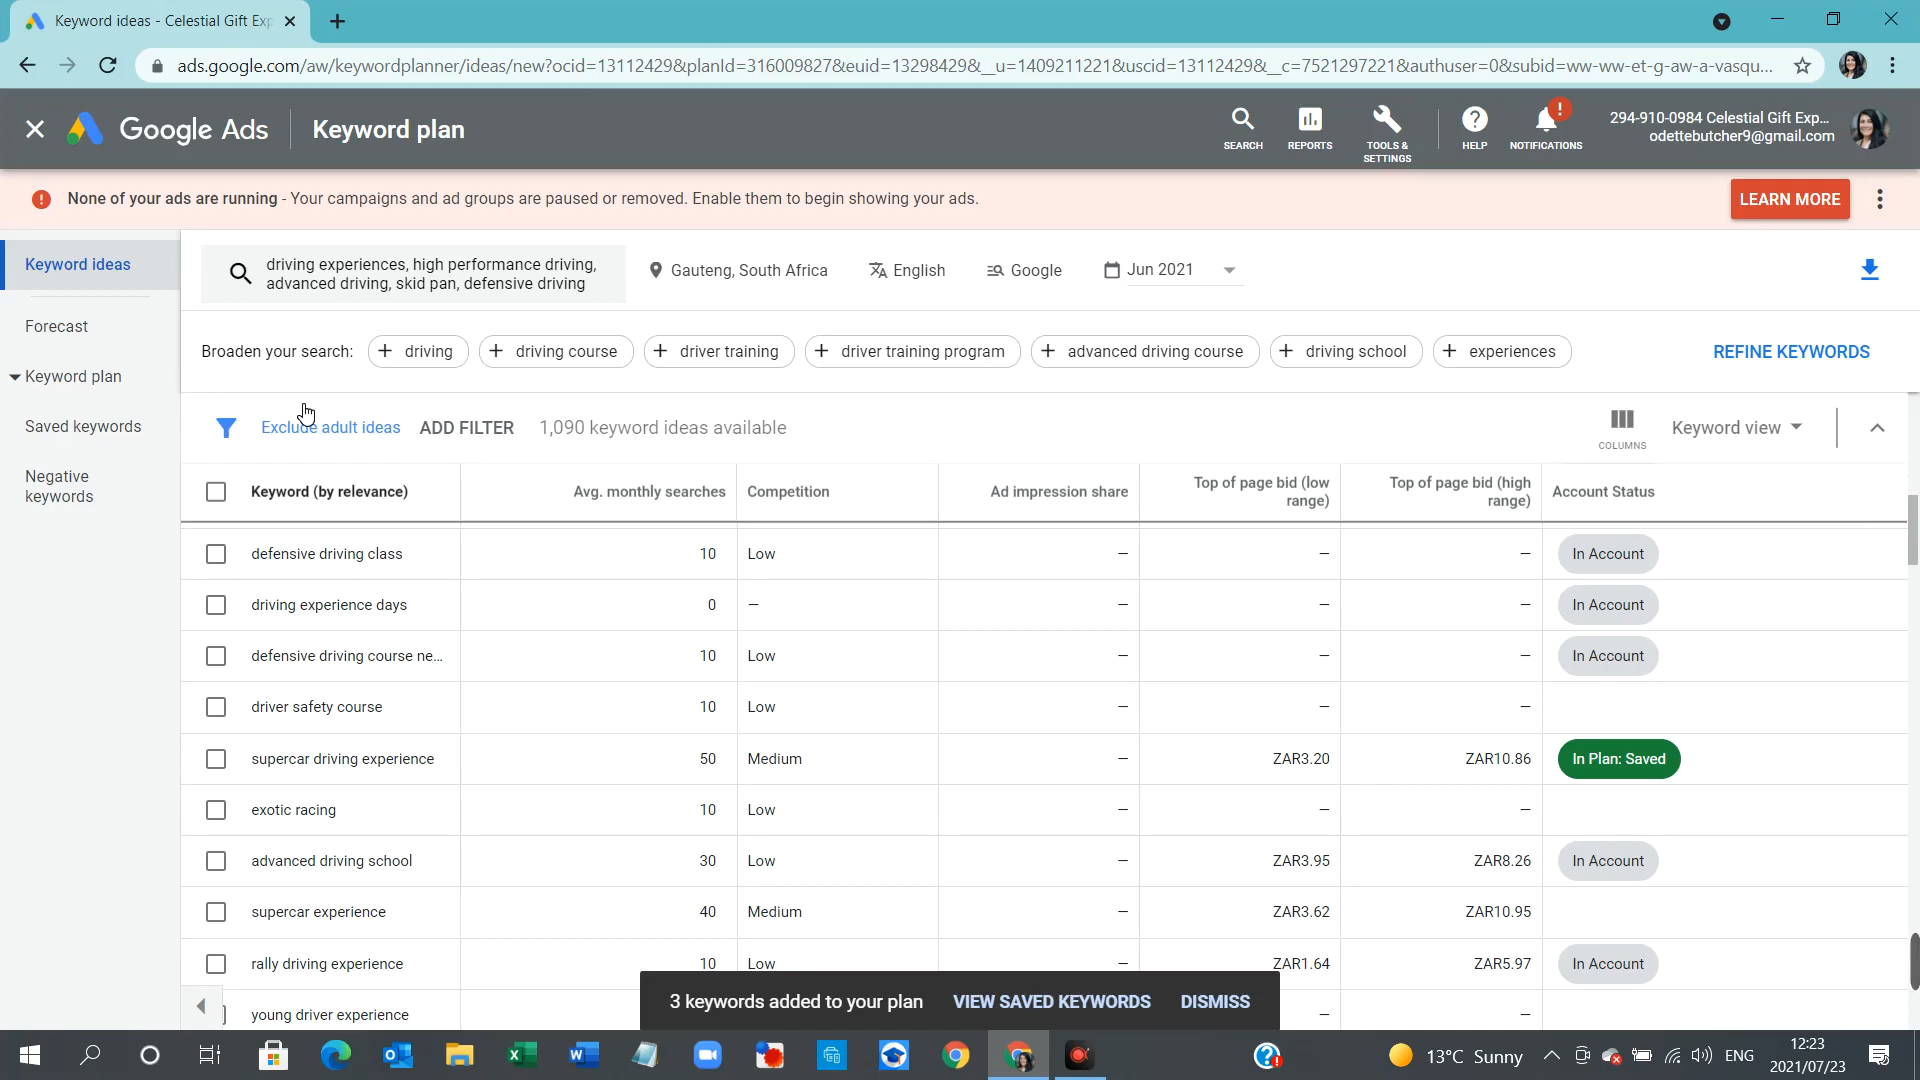 Keyword ideas - Celestial Gift Exp
ads.google.com/aw/keywordplanner/ideas/new?ocid=13112429&planId=316009827&euid=13298429&__u=1409211221&uscid=13112429&__c=7521297221&authuser=0&subid=ww-ww-et-g-aw-a-vasqu...
Google Ads
Keyword plan
SEARCH
REPORTS
TOOLS &
SETTINGS
HELP
NOTIFICATIONS
294-910-0984 Celestial Gift Exp...
odettebutcher9@gmail.com
None of your ads are running - Your campaigns and ad groups are paused or removed. Enable them to begin showing your ads.
LEARN MORE
Keyword ideas
Forecast
Keyword plan
Saved keywords
Negative
keywords
driving experiences, high performance driving,
advanced driving, skid pan, defensive driving
Gauteng, South Africa
English
Google
Jun 2021
Broaden your search:
driving
driving course
driver training
driver training program
advanced driving course
driving school
experiences
REFINE KEYWORDS
Exclude adult ideas
ADD FILTER
1,090 keyword ideas available
COLUMNS
Keyword view
Keyword (by relevance)
Avg. monthly searches
Competition
Ad impression share
Top of page bid (low
range)
Top of page bid (high
range)
Account Status
defensive driving class 10 Low – – – In Account
driving experience days 0 – – – – In Account
defensive driving course ne... 10 Low – – – In Account
driver safety course 10 Low – – –
supercar driving experience 50 Medium – ZAR3.20 ZAR10.86 In Plan: Saved
exotic racing 10 Low – – –
advanced driving school 30 Low – ZAR3.95 ZAR8.26 In Account
supercar experience 40 Medium – ZAR3.62 ZAR10.95
rally driving experience 10 Low – ZAR1.64 ZAR5.97 In Account
young driver experience – –
3 keywords added to your plan
VIEW SAVED KEYWORDS
DISMISS
13°C Sunny
ENG
12:23
2021/07/23